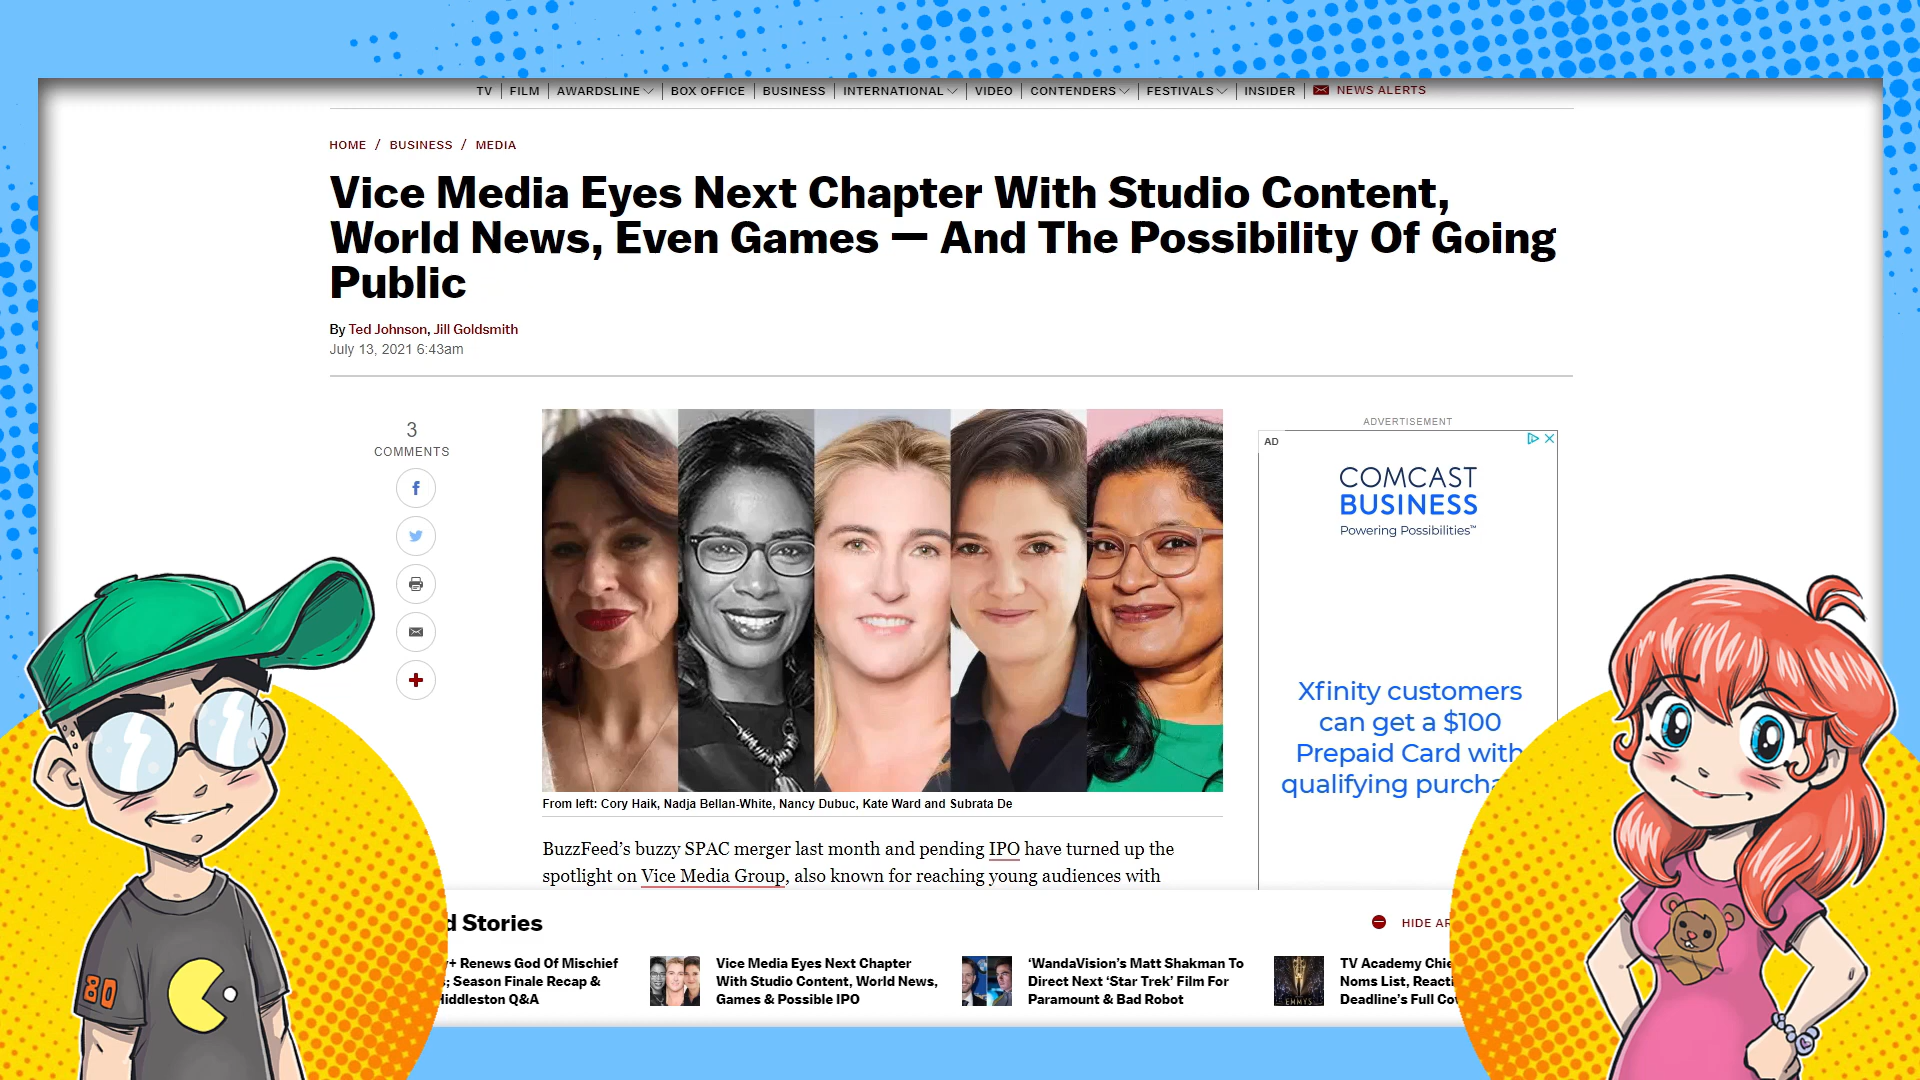 TV | FILM | AWARDSLINE | BOX OFFICE | BUSINESS | INTERNATIONAL | VIDEO | CONTENDERS | FESTIVALS | INSIDER | NEWS ALERTS
HOME / BUSINESS / MEDIA
Vice Media Eyes Next Chapter With Studio Content,
World News, Even Games — And The Possibility Of Going
Public
By Ted Johnson, Jill Goldsmith
July 13, 2021 6:43am
3
COMMENTS
From left: Cory Haik, Nadja Bellan-White, Nancy Dubuc, Kate Ward and Subrata De
BuzzFeed's buzzy SPAC merger last month and pending IPO have turned up the
spotlight on Vice Media Group, also known for reaching young audiences with
ADVERTISEMENT
AD
COMCAST
BUSINESS
Powering Possibilities™
Xfinity customers
can get a $100
Prepaid Card with
qualifying purcha
d Stories
HIDE AR
+ Renews God Of Mischief
; Season Finale Recap &
Hiddleston Q&A
Vice Media Eyes Next Chapter
With Studio Content, World News,
Games & Possible IPO
'WandaVision's Matt Shakman To
Direct Next 'Star Trek' Film For
Paramount & Bad Robot
EMMYS
TV Academy Chie
Noms List, Reacti
Deadline's Full Co
80